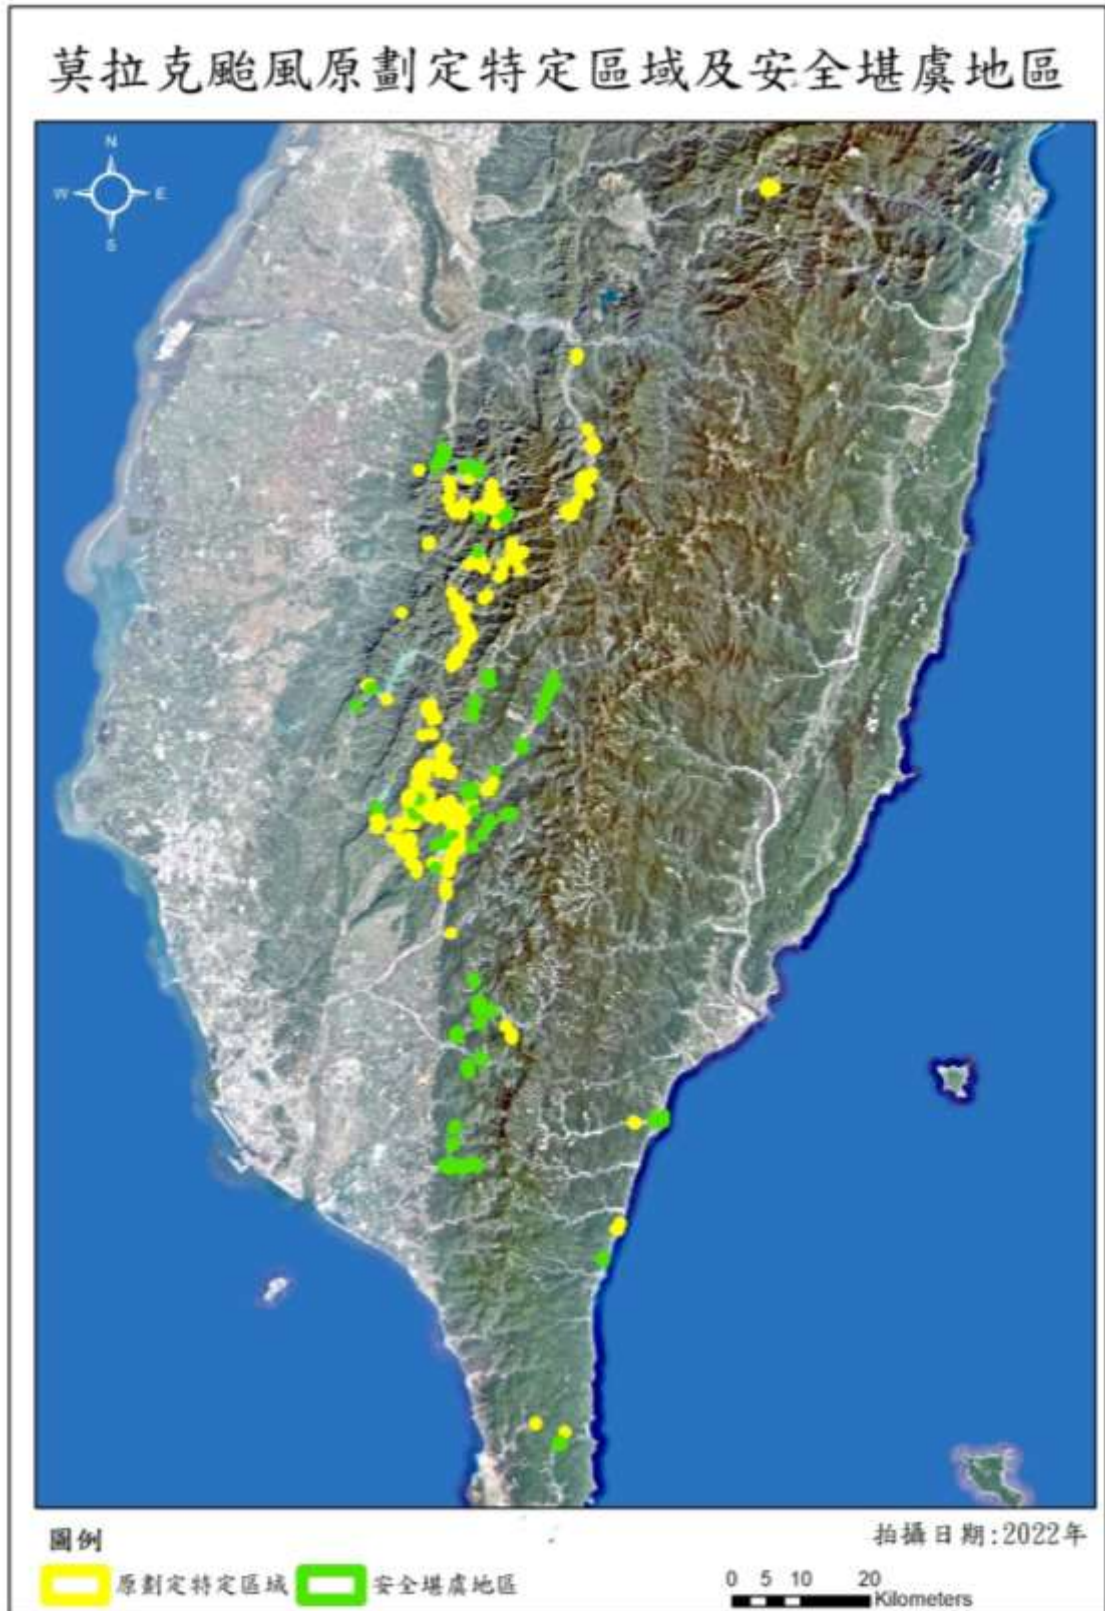 莫拉克颱風原劃定特定區域及安全堪虞地區
N
W E
S
圖例
拍攝日期:2022年
原劃定特定區域 安全堪虞地區
0 5 10 20
Kilometers